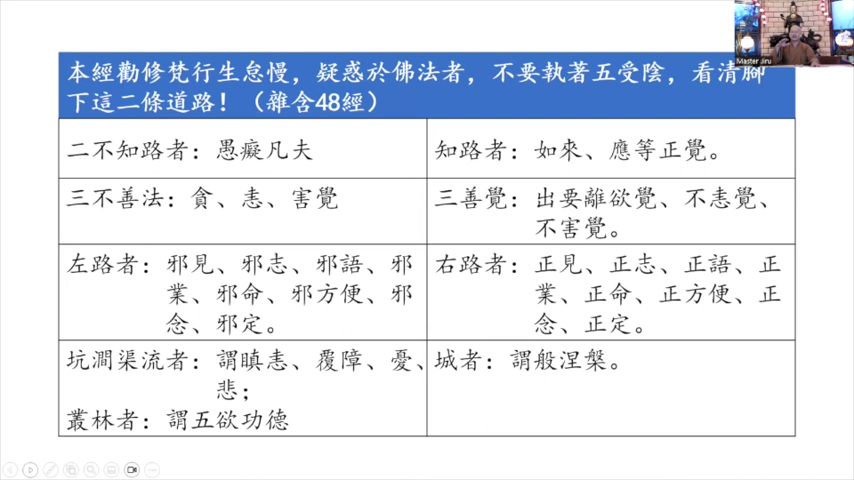 Master Jiru
本經勸修梵行生怠慢，疑惑於佛法者，不要執著五受陰，看清腳
下這二條道路！（雜含48經）
二不知路者：愚癡凡夫
知路者：如來、應等正覺。
三不善法：貪、恚、害覺
三善覺：出要離欲覺、不恚覺、
不害覺。
左路者：邪見、邪志、邪語、邪
業、邪命、邪方便、邪
念、邪定。
右路者：正見、正志、正語、正
業、正命、正方便、正
念、正定。
坑澗渠流者：謂瞋恚、覆障、憂、
悲；
叢林者：謂五欲功德
城者：謂般涅槃。